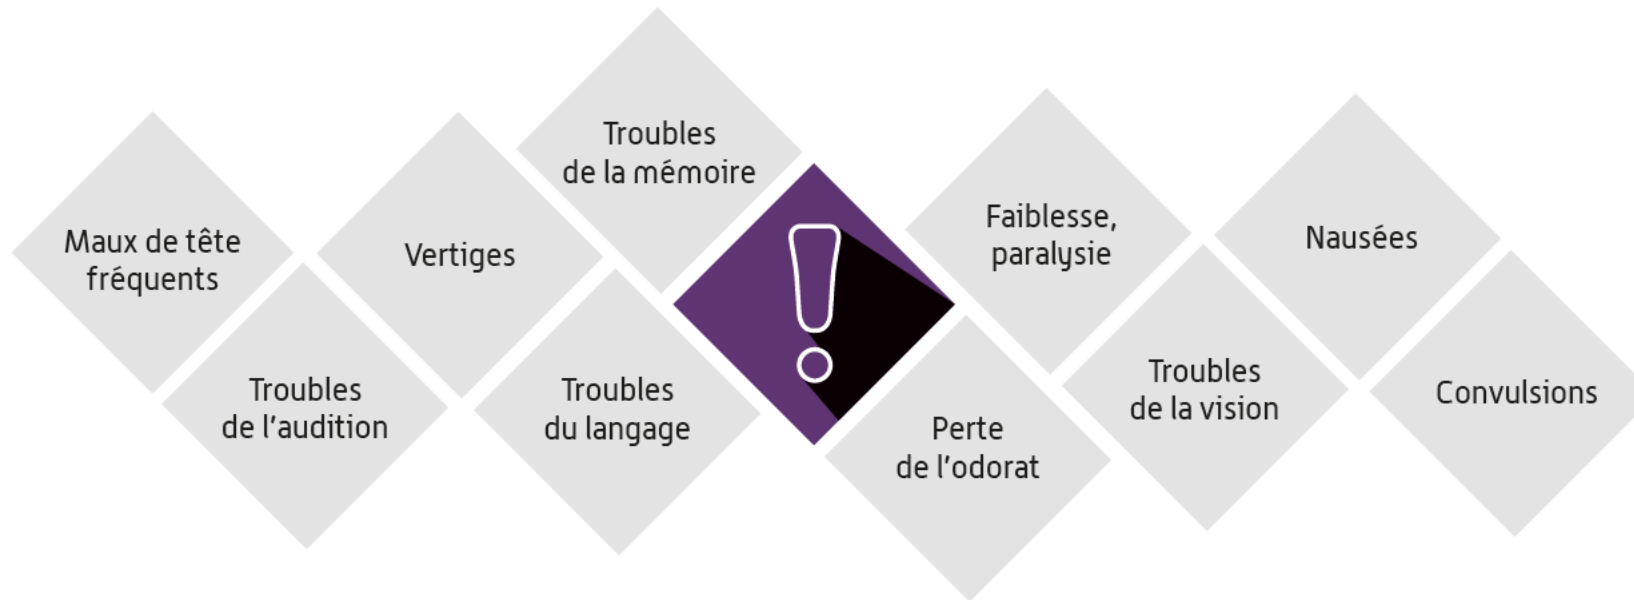 Maux de tête
fréquents
Troubles
de l'audition
Vertiges
Troubles
du langage
Troubles
de la mémoire
!
Perte
de l'odorat
Faiblesse,
paralysie
Troubles
de la vision
Nausées
Convulsions